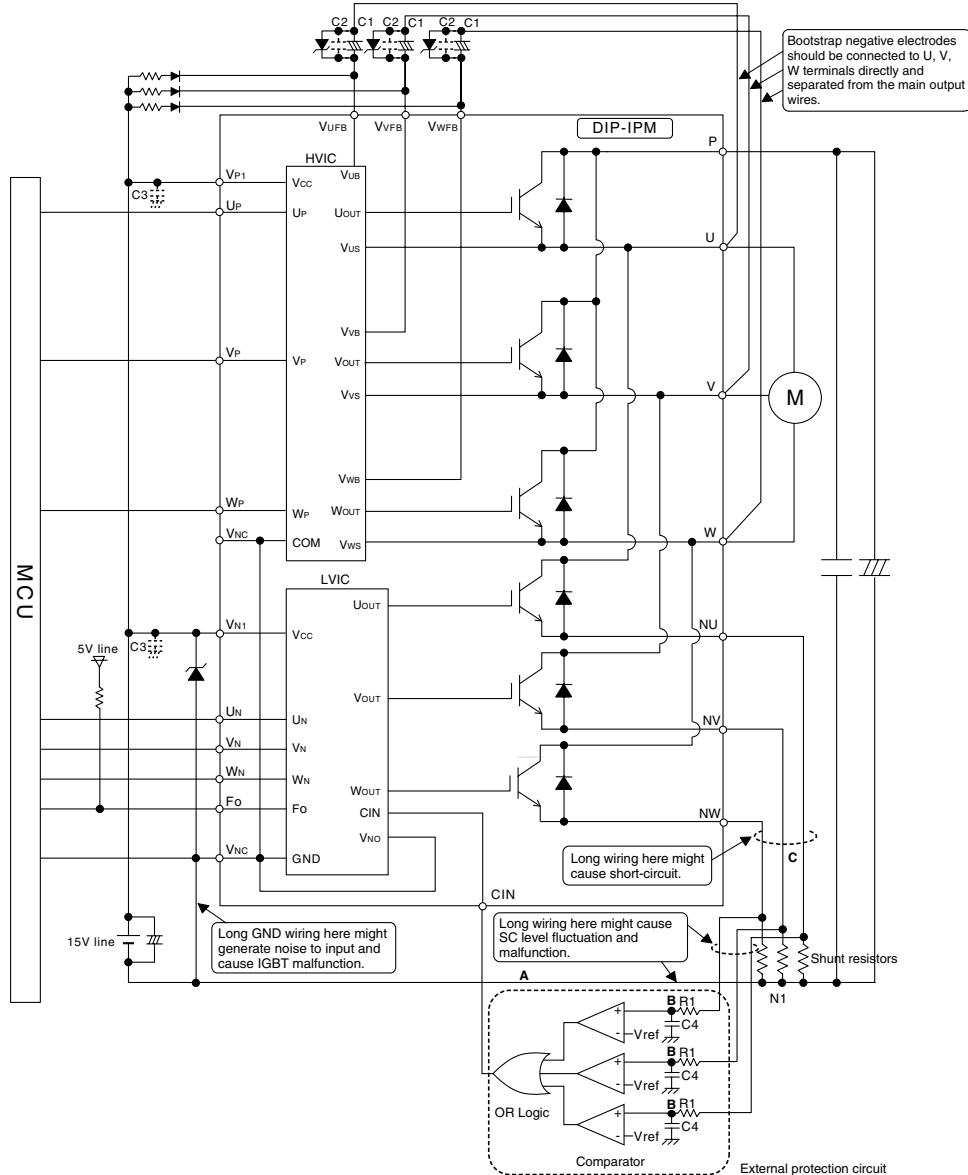 C2 C1 C2 C1 C2 C1
Bootstrap negative electrodes
should be connected to U, V,
W terminals directly and
separated from the main output
wires.
VUFB VVFB VWFB
DIP-IPM
P
HVIC
VP1
C3
VCC
VUB
UP
UP
UOUT
U
VUS
VVB
VP
VP
VOUT
V
VVS
M
VWB
WP
WP
WOUT
W
VNC
COM
VWS
MCU
LVIC
UOUT
VN1
VCC
C3
5V line
NU
VOUT
UN
UN
NV
VN
VN
WN
WN
WOUT
FO
FO
CIN
NW
VNO
VNC
GND
C
Long wiring here might
cause short-circuit.
CIN
15V line
Long GND wiring here might
generate noise to input and
cause IGBT malfunction.
Long wiring here might cause
SC level fluctuation and
malfunction.
Shunt resistors
A
N1
B R1
+
C4
-
Vref
B R1
+
C4
-
Vref
OR Logic
B R1
+
C4
-
Vref
Comparator
External protection circuit